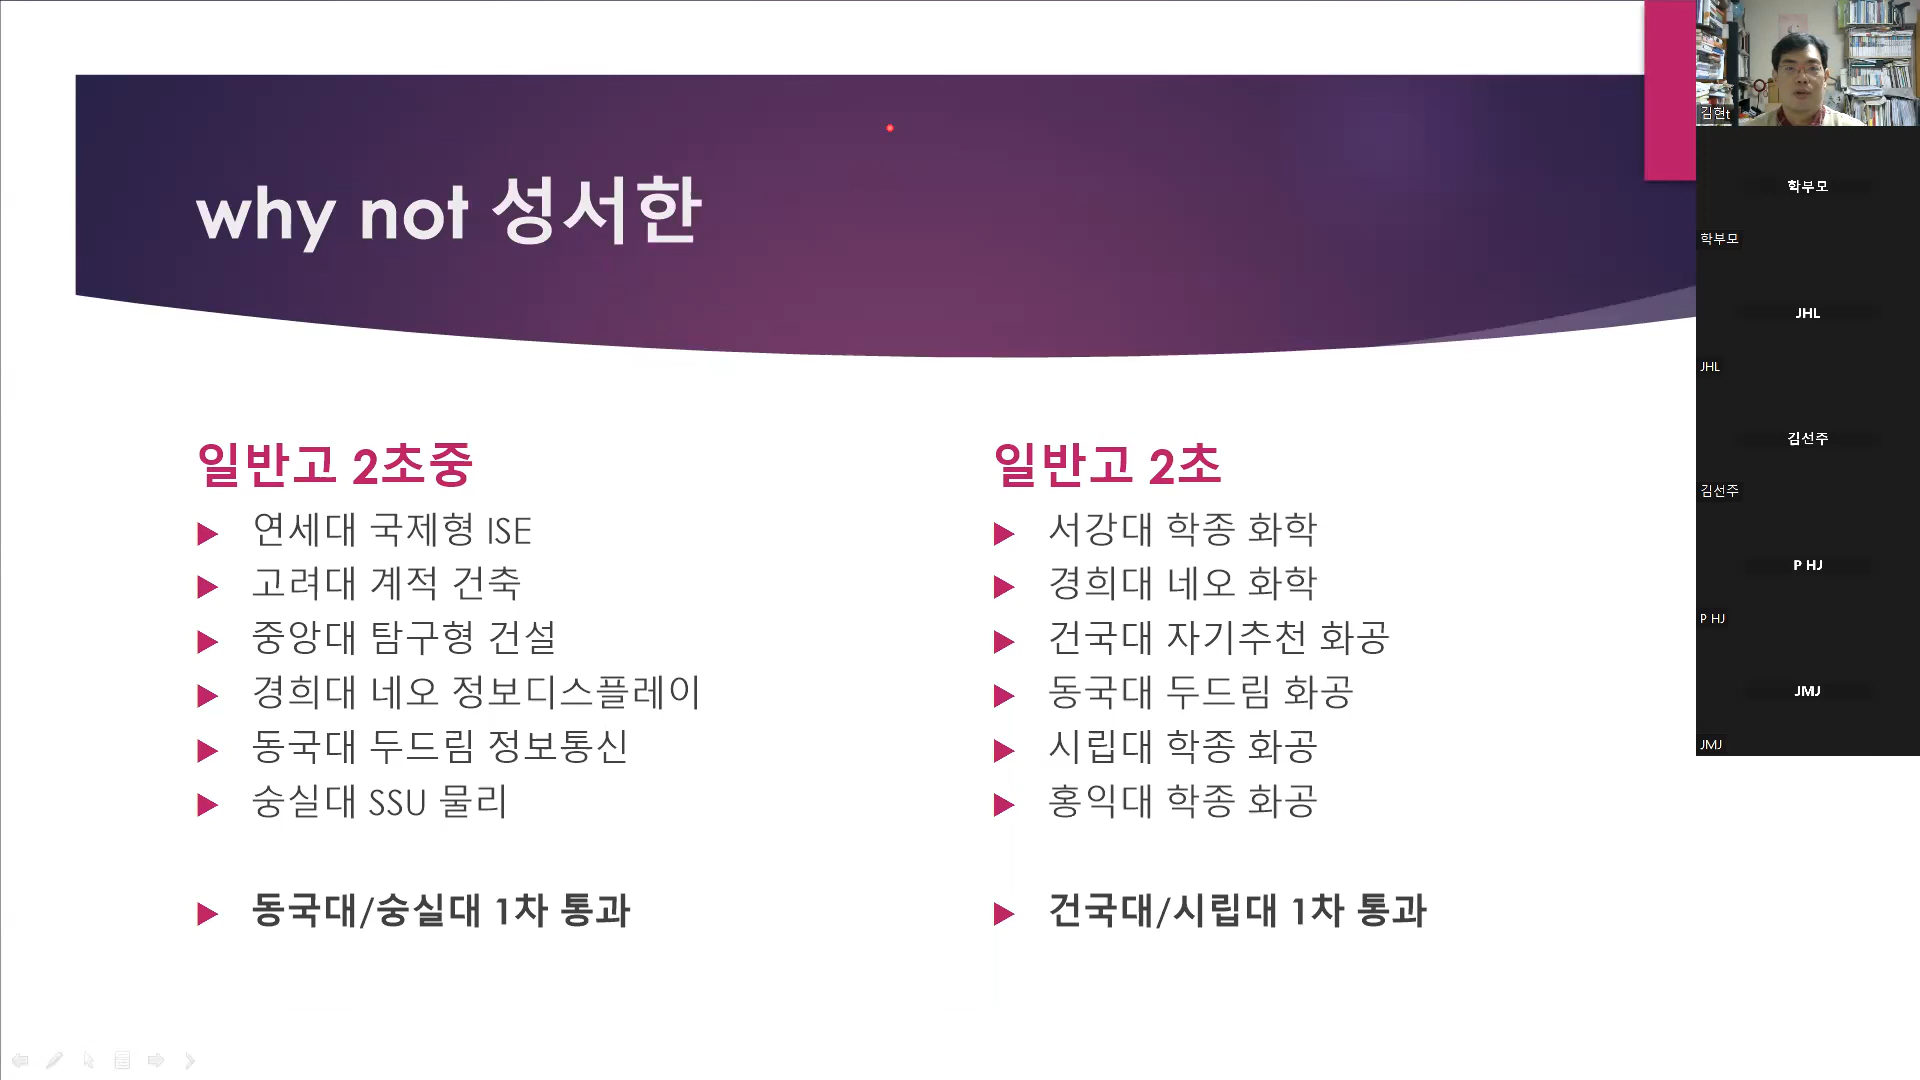 why not 성서한
일반고 2초중
연세대 국제형 ISE
고려대 계적 건축
중앙대 탐구형 건설
경희대 네오 정보디스플레이
동국대 두드림 정보통신
숭실대 SSU 물리
동국대/숭실대 1차 통과
일반고 2초
서강대 학종 화학
경희대 네오 화학
건국대 자기추천 화공
동국대 두드림 화공
시립대 학종 화공
홍익대 학종 화공
건국대/시립대 1차 통과
김현t
학부모
학부모
JHL
JHL
김선주
김선주
P HJ
P HJ
JMJ
JMJ